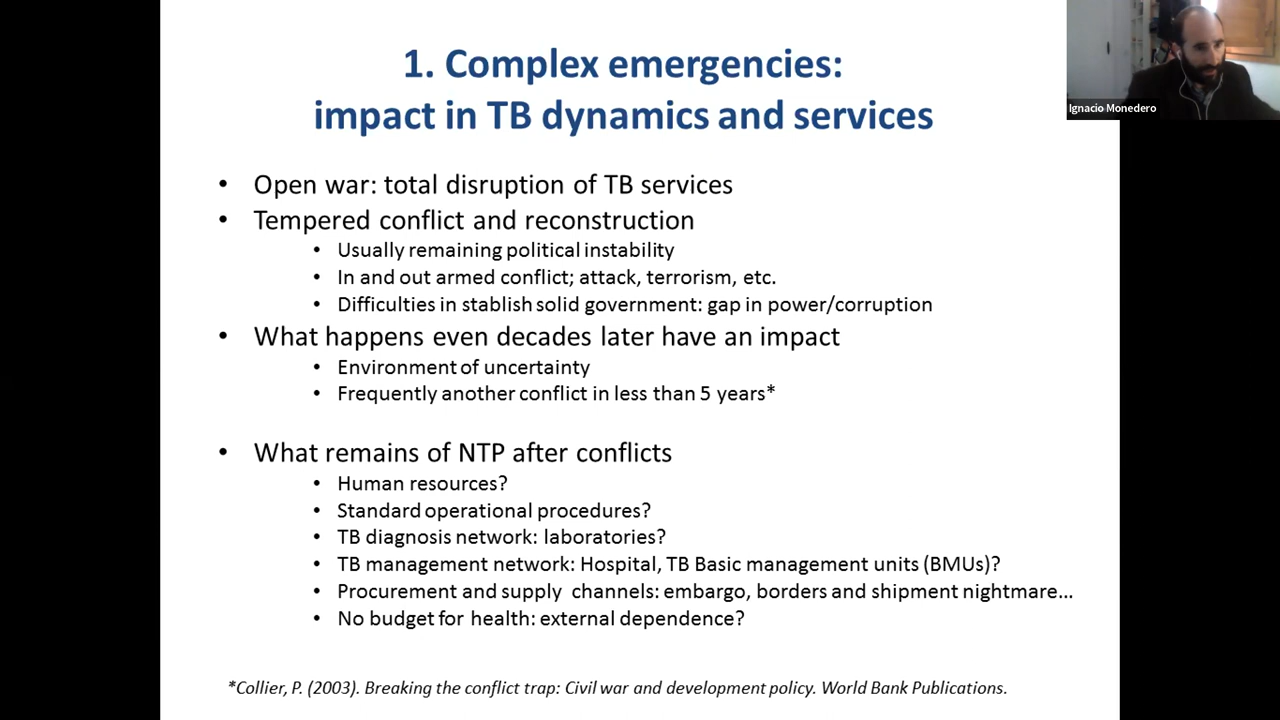 1. Complex emergencies:
impact in TB dynamics and services
Ignacio Monedero
• Open war: total disruption of TB services
• Tempered conflict and reconstruction
• Usually remaining political instability
• In and out armed conflict; attack, terrorism, etc.
• Difficulties in stablish solid government: gap in power/corruption
• What happens even decades later have an impact
• Environment of uncertainty
• Frequently another conflict in less than 5 years*
• What remains of NTP after conflicts
• Human resources?
• Standard operational procedures?
• TB diagnosis network: laboratories?
• TB management network: Hospital, TB Basic management units (BMUs)?
• Procurement and supply channels: embargo, borders and shipment nightmare...
• No budget for health: external dependence?
*Collier, P. (2003). Breaking the conflict trap: Civil war and development policy. World Bank Publications.